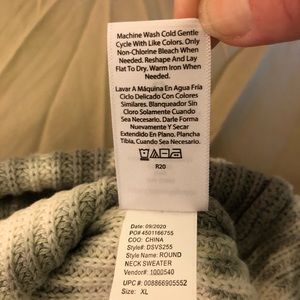 Machine Wash Cold Gentle
Cycle With Like Colors. Only
Non-Chlorine Bleach When
Needed. Reshape And Lay
Flat To Dry. Warm Iron When
Needed.
Lavar A Máquina En Agua Fría
Ciclo Delicado Con Colores
Similares. Blanqueador Sin
Cloro Solamente Cuando
Sea Necesario. Darle Forma
Nuevamente Y Secar
Extendido En Plano. Plancha
Tibia, Cuando Sea Necesario.
R20
Date: 09/2020
PO# 4501166755
COO: CHINA
Style#: DSVS255
Style Name: ROUND
NECK SWEATER
Vendor#: 1000540
UPC #: 008866905552
Size: XL